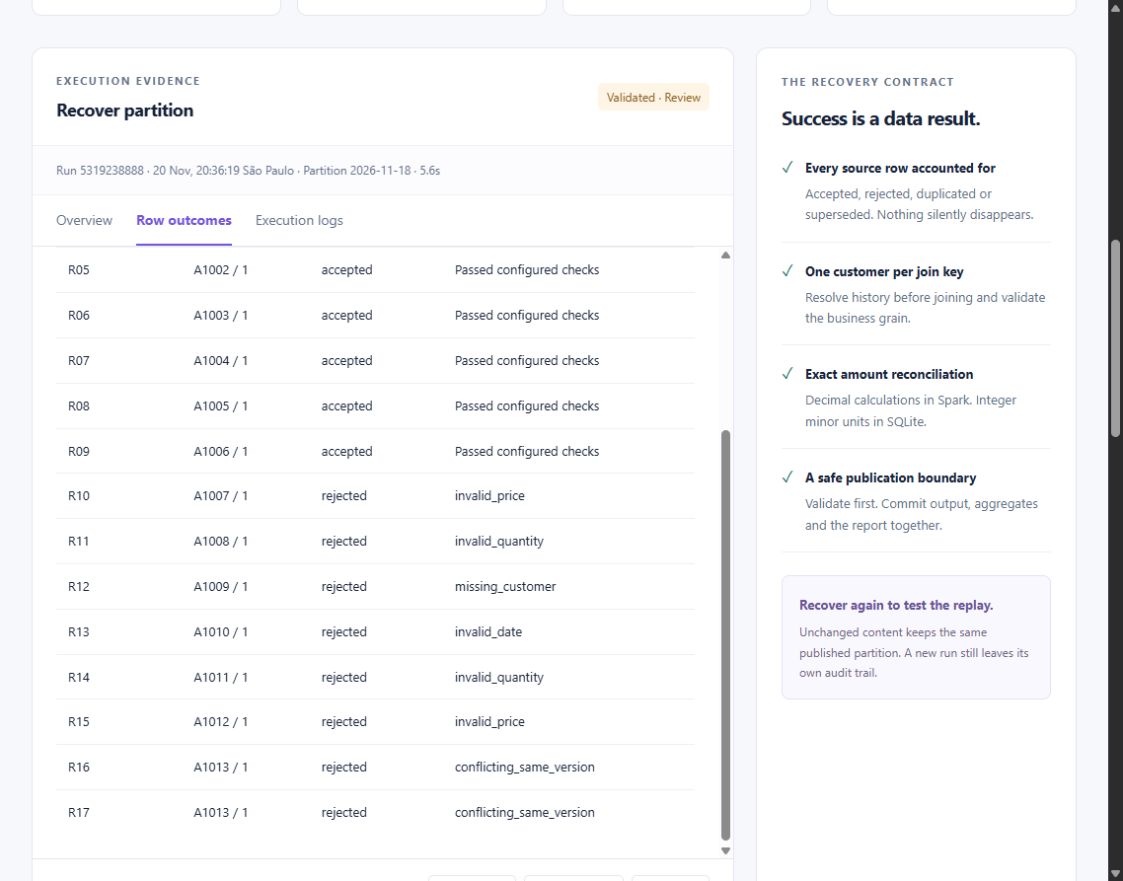 EXECUTION EVIDENCE
Recover partition
Validated · Review
Run 5319238888 · 20 Nov, 20:36:19 São Paulo · Partition 2026-11-18 · 5.6s
Overview Row outcomes Execution logs
R05 A1002 / 1 accepted Passed configured checks
R06 A1003 / 1 accepted Passed configured checks
R07 A1004 / 1 accepted Passed configured checks
R08 A1005 / 1 accepted Passed configured checks
R09 A1006 / 1 accepted Passed configured checks
R10 A1007 / 1 rejected invalid_price
R11 A1008 / 1 rejected invalid_quantity
R12 A1009 / 1 rejected missing_customer
R13 A1010 / 1 rejected invalid_date
R14 A1011 / 1 rejected invalid_quantity
R15 A1012 / 1 rejected invalid_price
R16 A1013 / 1 rejected conflicting_same_version
R17 A1013 / 1 rejected conflicting_same_version
THE RECOVERY CONTRACT
Success is a data result.
✓ Every source row accounted for
Accepted, rejected, duplicated or
superseded. Nothing silently disappears.
✓ One customer per join key
Resolve history before joining and validate
the business grain.
✓ Exact amount reconciliation
Decimal calculations in Spark. Integer
minor units in SQLite.
✓ A safe publication boundary
Validate first. Commit output, aggregates
and the report together.
Recover again to test the replay.
Unchanged content keeps the same
published partition. A new run still leaves its
own audit trail.